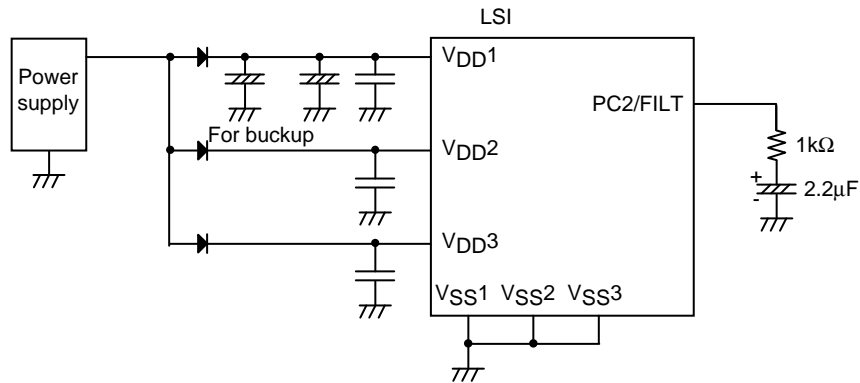 LSI
Power
supply
VDD1
PC2/FILT
For buckup
VDD2
1kΩ
+
-
2.2μF
VDD3
VSS1 VSS2 VSS3